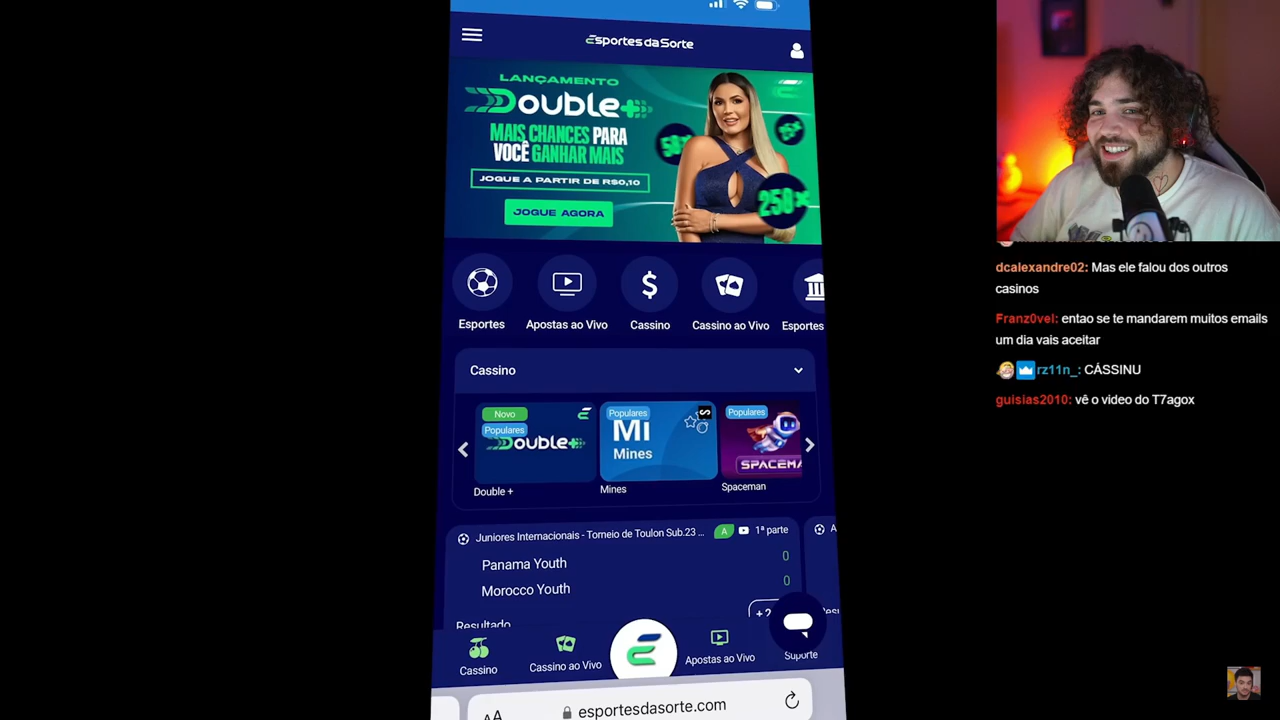 Esportes da Sorte
LANÇAMENTO
Double+
MAIS CHANCES PARA
VOCÊ GANHAR MAIS
JOGUE A PARTIR DE R$0,10
JOGUE AGORA
50x
25x
250x
Esportes
Apostas ao Vivo
Cassino
Cassino ao Vivo
Esportes
Cassino
Novo
Populares
Double+
Double +
Populares
Mi
Mines
Mines
Populares
SPACEMA
Spaceman
Juniores Internacionais - Torneio de Toulon Sub.23 ...
A
1ª parte
Panama Youth
0
Morocco Youth
0
Resultado
Cassino
Cassino ao Vivo
Apostas ao Vivo
Suporte
AA
esportesdasorte.com
dcalexandre02: Mas ele falou dos outros
casinos
Franz0vel: entao se te mandarem muitos emails
um dia vais aceitar
rz11n_: CÁSSINU
guisias2010: vê o video do T7agox